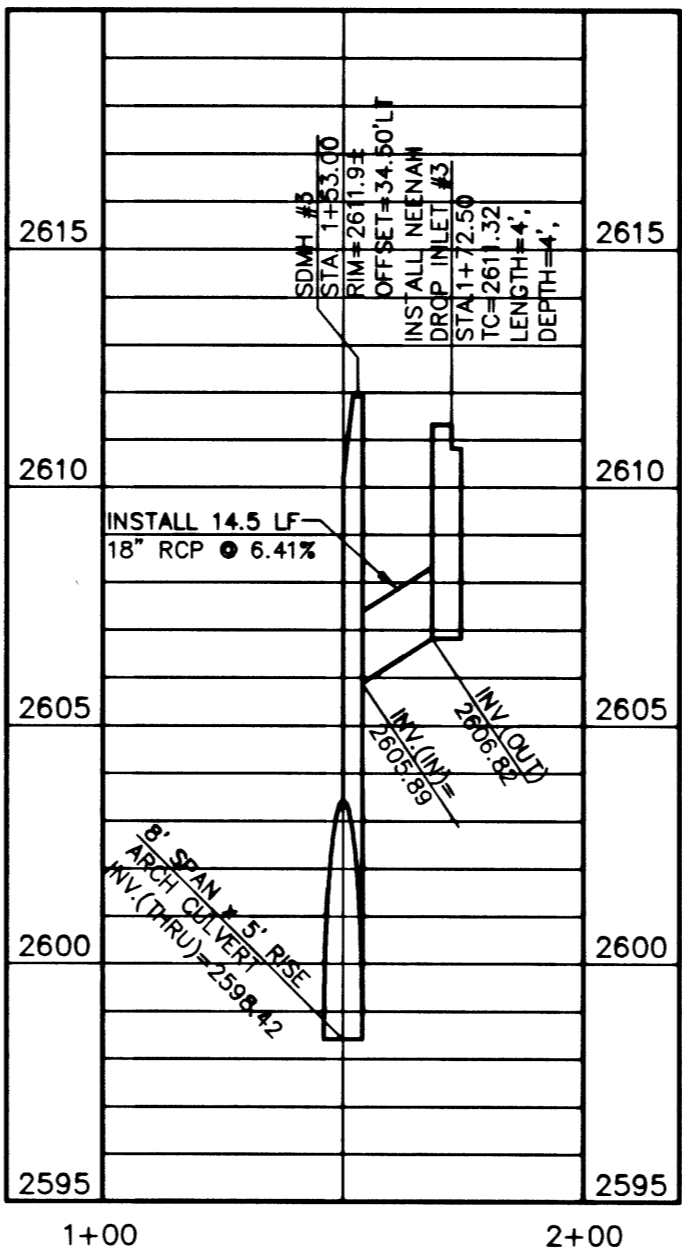 SDMH #3
STA. 1+53.00
RIM=2611.9±
OFFSET=34.50'LT
INSTALL NEENAH
DROP INLET #3
STA.1+72.50
TC=2611.32
LENGTH=4',
DEPTH=4',
2615
2615
2610
2610
INSTALL 14.5 LF
18" RCP @ 6.41%
2605
2605
INV.(IN)=
2605.89
INV.(OUT)
2606.82
8' SPAN * 5' RISE
ARCH CULVERT
INV.(THRU)=2598.42
2600
2600
2595
2595
1+00
2+00